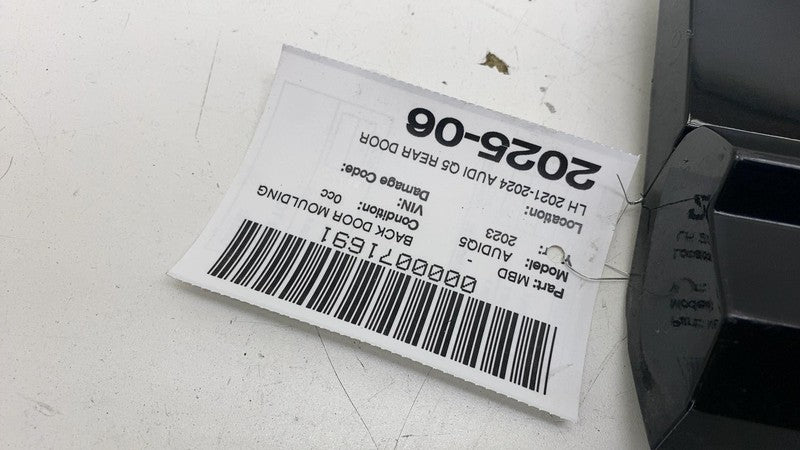 0000071691
Part: MBD - BACK DOOR MOULDING
Model: AUDIQ5 Condition: 0cc
Yr: 2023 VIN:
Location: Damage Code:
LH 2021-2024 AUDI Q5 REAR DOOR
2025-06